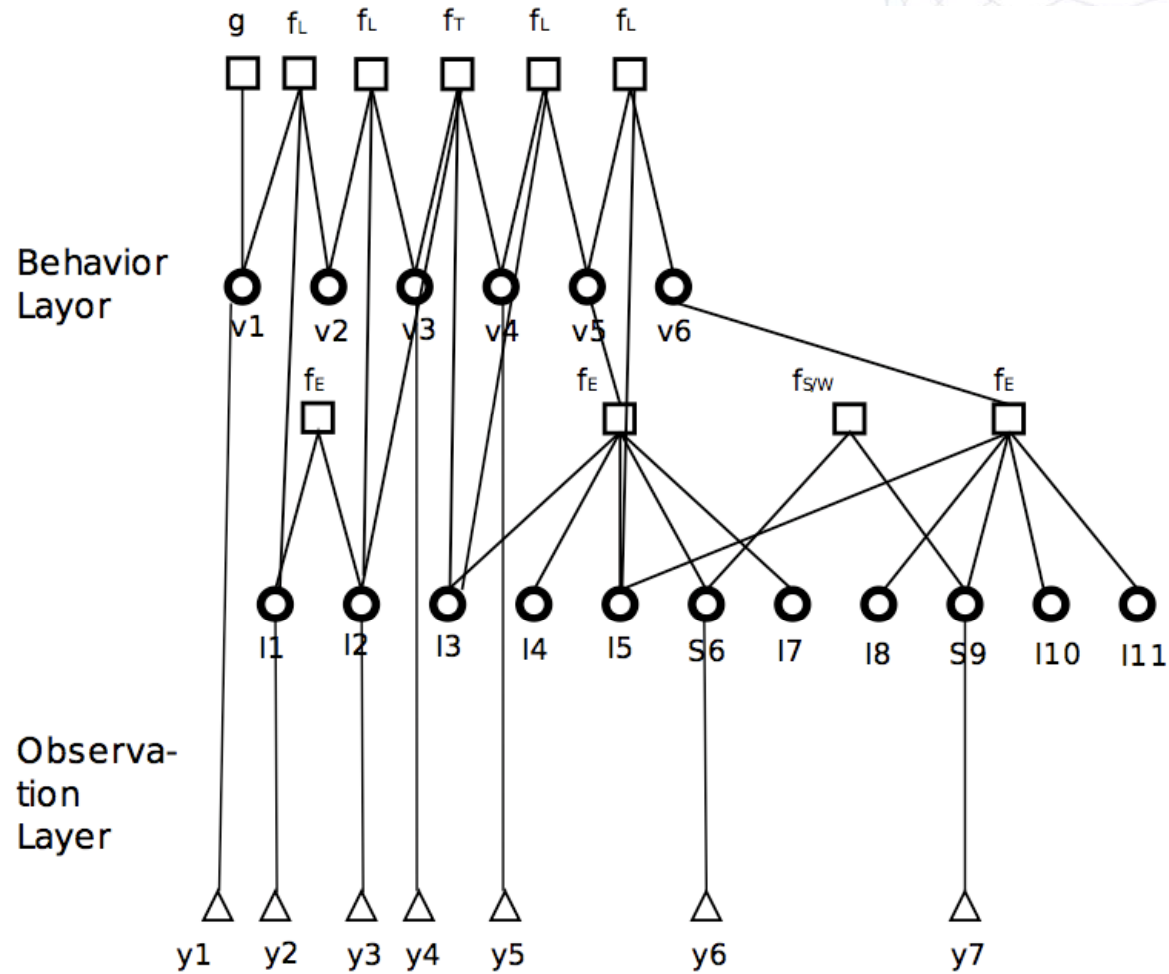 g fL fL fT fL fL
Behavior
Layor
v1 v2 v3 v4 v5 v6
fE fE fS/W fE
l1 l2 l3 l4 l5 S6 l7 l8 S9 l10 l11
Observa-
tion
Layer
y1 y2 y3 y4 y5 y6 y7